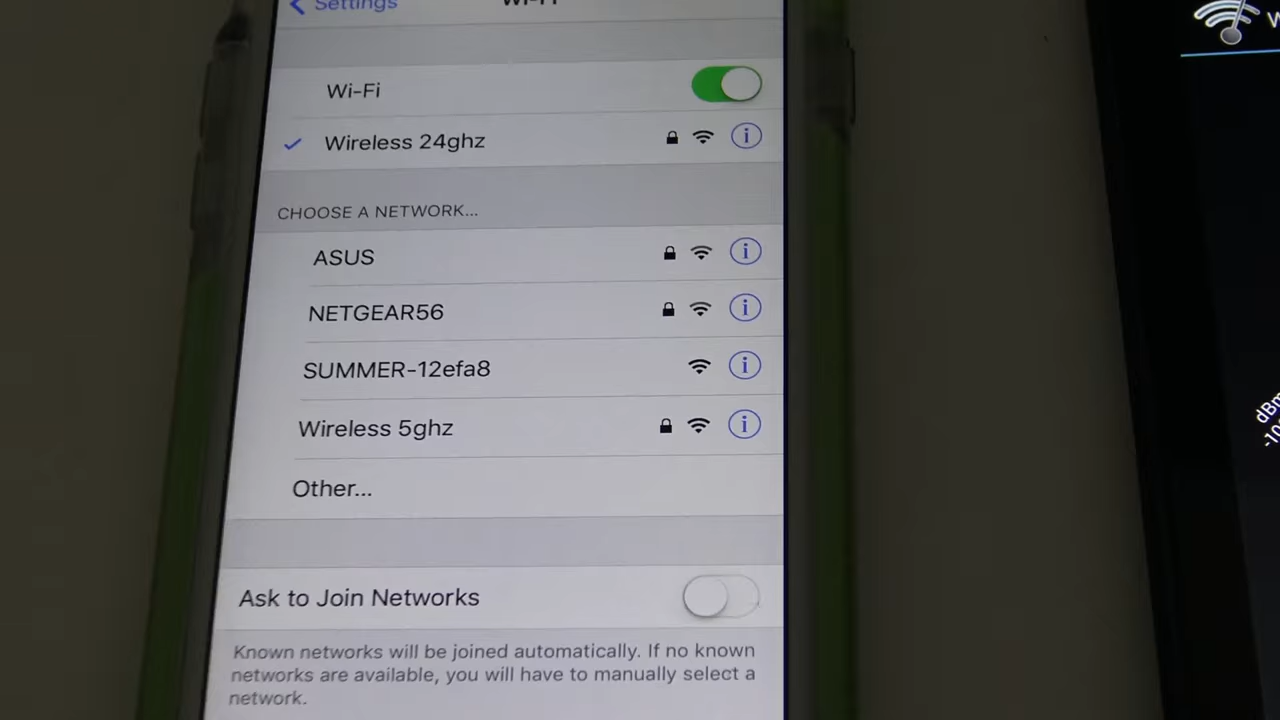 Settings
Wi-Fi
Wi-Fi
Wireless 24ghz
CHOOSE A NETWORK...
ASUS
NETGEAR56
SUMMER-12efa8
Wireless 5ghz
Other...
Ask to Join Networks
Known networks will be joined automatically. If no known
networks are available, you will have to manually select a
network.
dBm